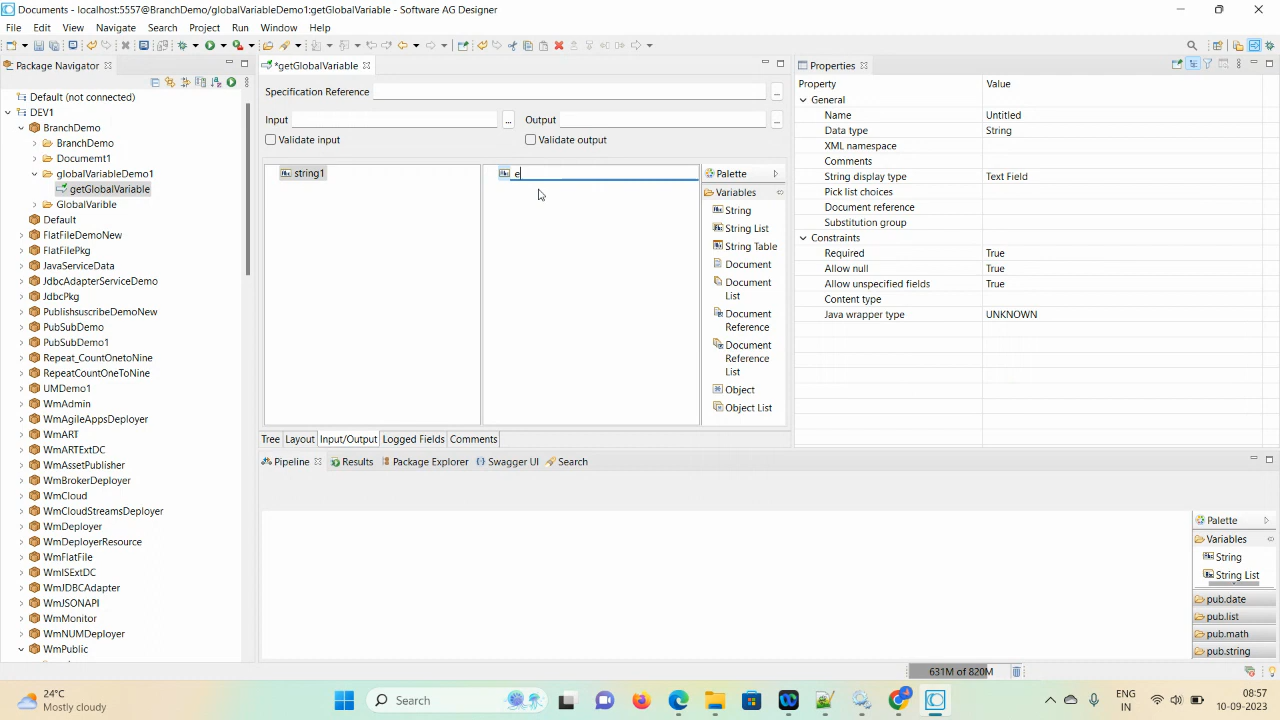 Documents - localhost:5557@BranchDemo/globalVariableDemo1:getGlobalVariable - Software AG Designer
File Edit View Navigate Search Project Run Window Help
Package Navigator
*getGlobalVariable
Properties
Default (not connected)
DEV1
BranchDemo
BranchDemo
Document1
globalVariableDemo1
getGlobalVariable
GlobalVarible
Default
FlatFileDemoNew
FlatFilePkg
JavaServiceData
JdbcAdapterServiceDemo
JdbcPkg
PublishsuscribeDemoNew
PubSubDemo
PubSubDemo1
Repeat_CountOnetoNine
RepeatCountOneToNine
UMDemo1
WmAdmin
WmAgileAppsDeployer
WmART
WmARTExtDC
WmAssetPublisher
WmBrokerDeployer
WmCloud
WmCloudStreamsDeployer
WmDeployer
WmDeployerResource
WmFlatFile
WmISExtDC
WmJDBCAdapter
WmJSONAPI
WmMonitor
WmNUMDeployer
WmPublic
Specification Reference ...
Input ... Output ...
Validate input Validate output
string1
e
Palette
Variables
String
String List
String Table
Document
Document
List
Document
Reference
Document
Reference
List
Object
Object List
Tree Layout Input/Output Logged Fields Comments
Property Value
General
Name Untitled
Data type String
XML namespace
Comments
String display type Text Field
Pick list choices
Document reference
Substitution group
Constraints
Required True
Allow null True
Allow unspecified fields True
Content type
Java wrapper type UNKNOWN
Pipeline Results Package Explorer Swagger UI Search
Palette
Variables
String
String List
pub.date
pub.list
pub.math
pub.string
631M of 820M
24°C
Mostly cloudy
Search
4
ENG
IN
08:57
10-09-2023